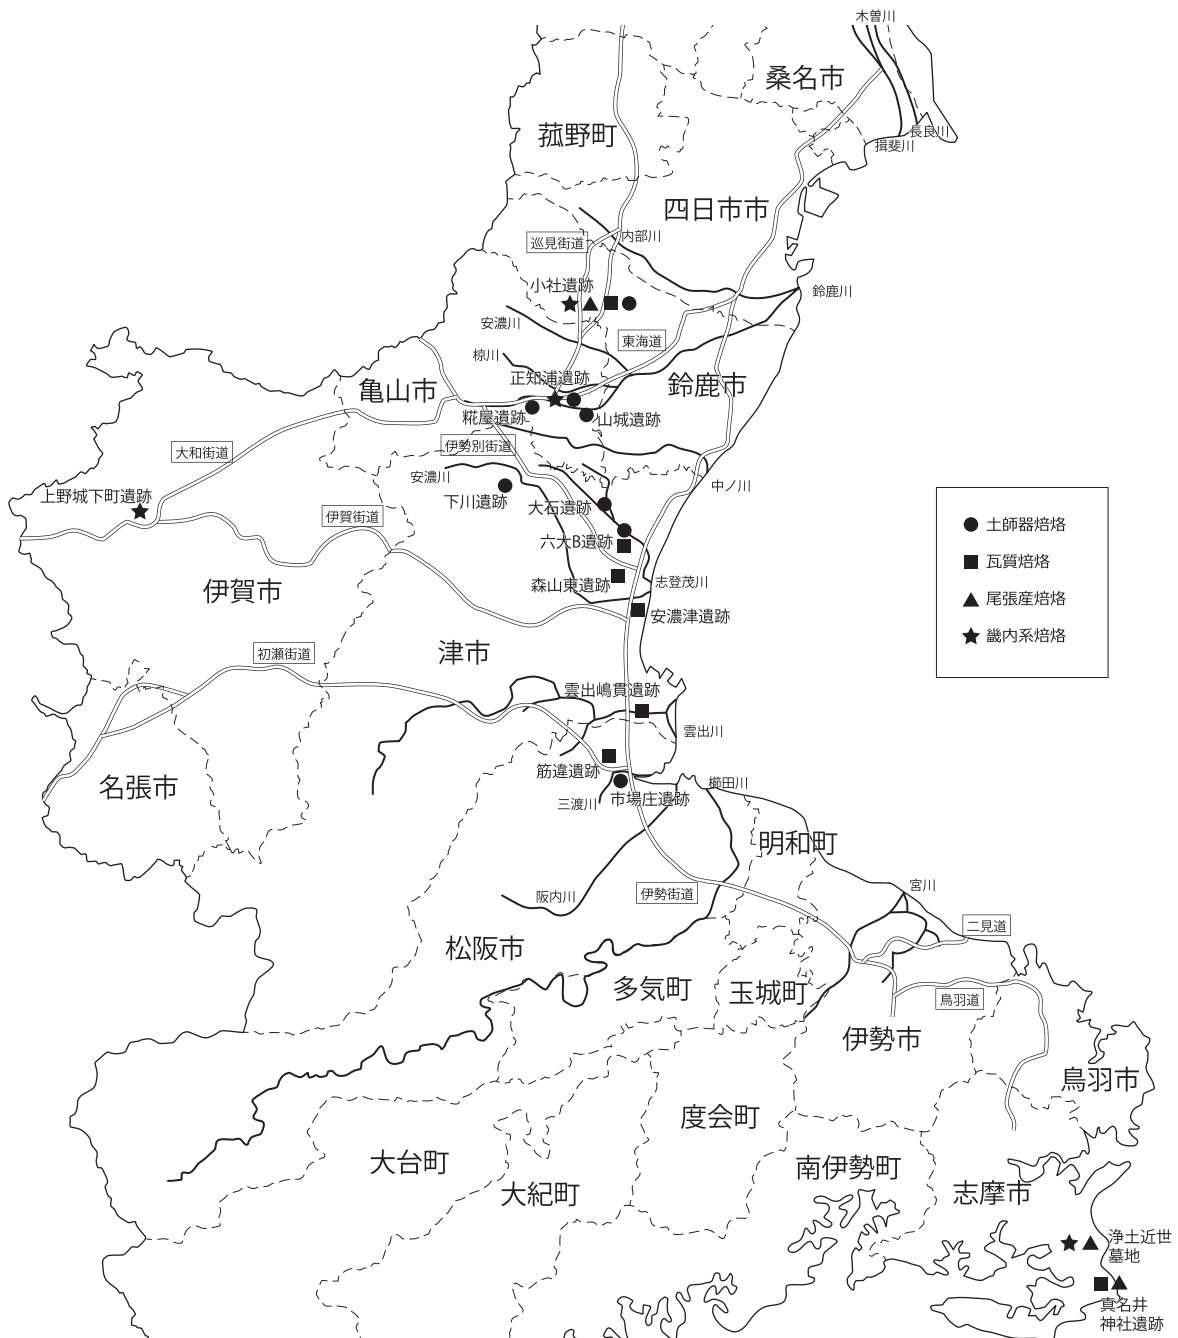 木曽川
桑名市
長良川
菰野町
揖斐川
四日市市
内部川
巡見街道
小社遺跡
鈴鹿川
安濃川
東海道
椋川
正知浦遺跡
鈴鹿市
亀山市
糀屋遺跡
山城遺跡
伊勢別街道
大和街道
安濃川
中ノ川
上野城下町遺跡
下川遺跡
大石遺跡
伊賀街道
土師器焙烙
六大B遺跡
瓦質焙烙
森山東遺跡
志登茂川
伊賀市
尾張産焙烙
安濃津遺跡
畿内系焙烙
初瀬街道
津市
雲出嶋貫遺跡
雲出川
筋違遺跡
名張市
櫛田川
三渡川
市場庄遺跡
明和町
宮川
伊勢街道
阪内川
二見道
松阪市
多気町
玉城町
鳥羽道
伊勢市
鳥羽市
度会町
大台町
南伊勢町
大紀町
志摩市
浄土近世
墓地
真名井
神社遺跡